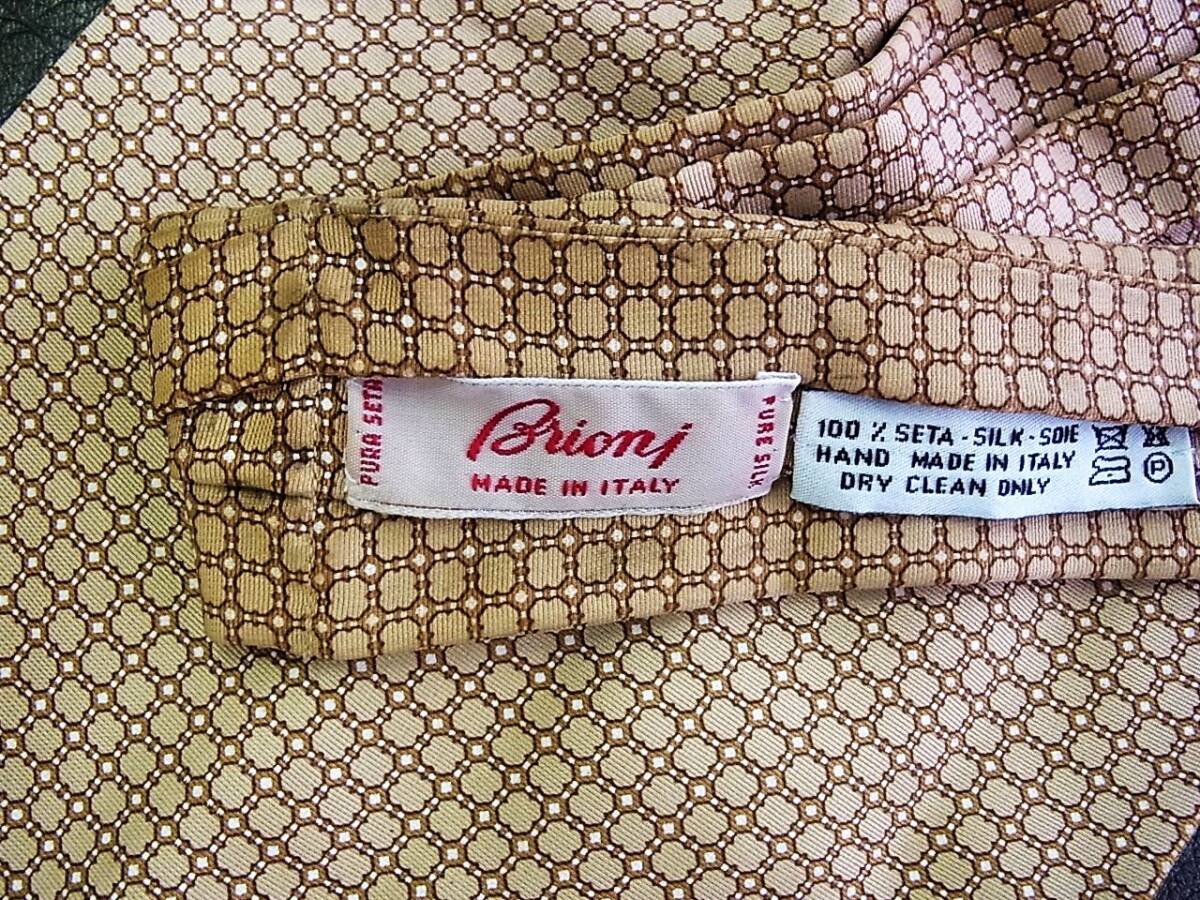 PURA SETA
Brioni
MADE IN ITALY
PURE SILK
100 % SETA - SILK - SOIE
HAND MADE IN ITALY
DRY CLEAN ONLY
P